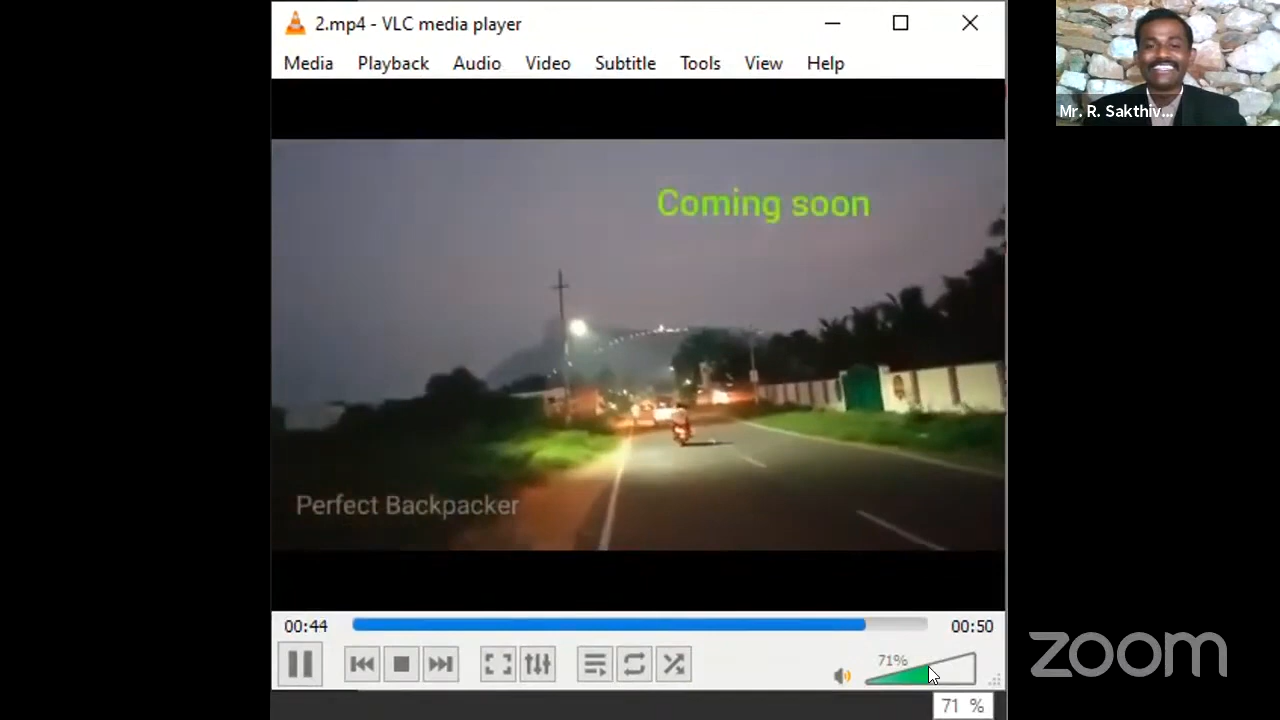 2.mp4 - VLC media player
Media Playback Audio Video Subtitle Tools View Help
Mr. R. Sakthiv...
Coming soon
Perfect Backpacker
00:44
00:50
71%
71 %
zoom